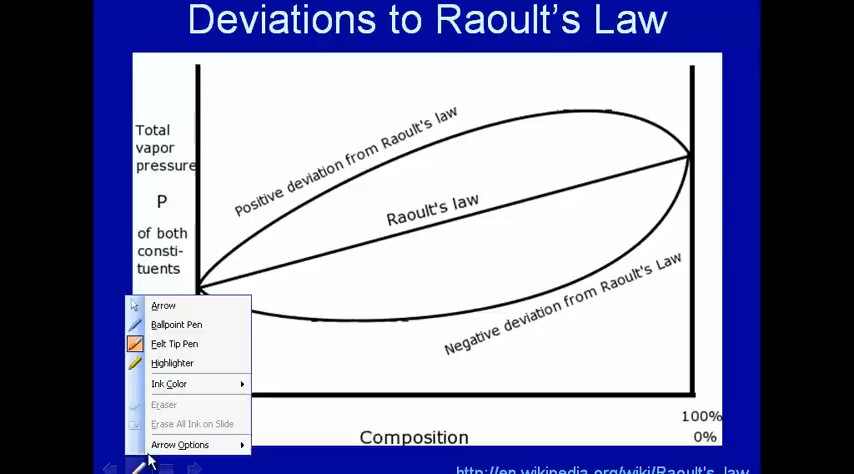 Deviations to Raoult's Law
Total
vapor
pressure
P
of both
consti-
tuents
Positive deviation from Raoult's law
Raoult's law
Negative deviation from Raoult's Law
Arrow
Ballpoint Pen
Felt Tip Pen
Highlighter
Ink Color
Eraser
Erase All Ink on Slide
Arrow Options
100%
Composition
0%
http://en.wikipedia.org/wiki/Raoult's_law